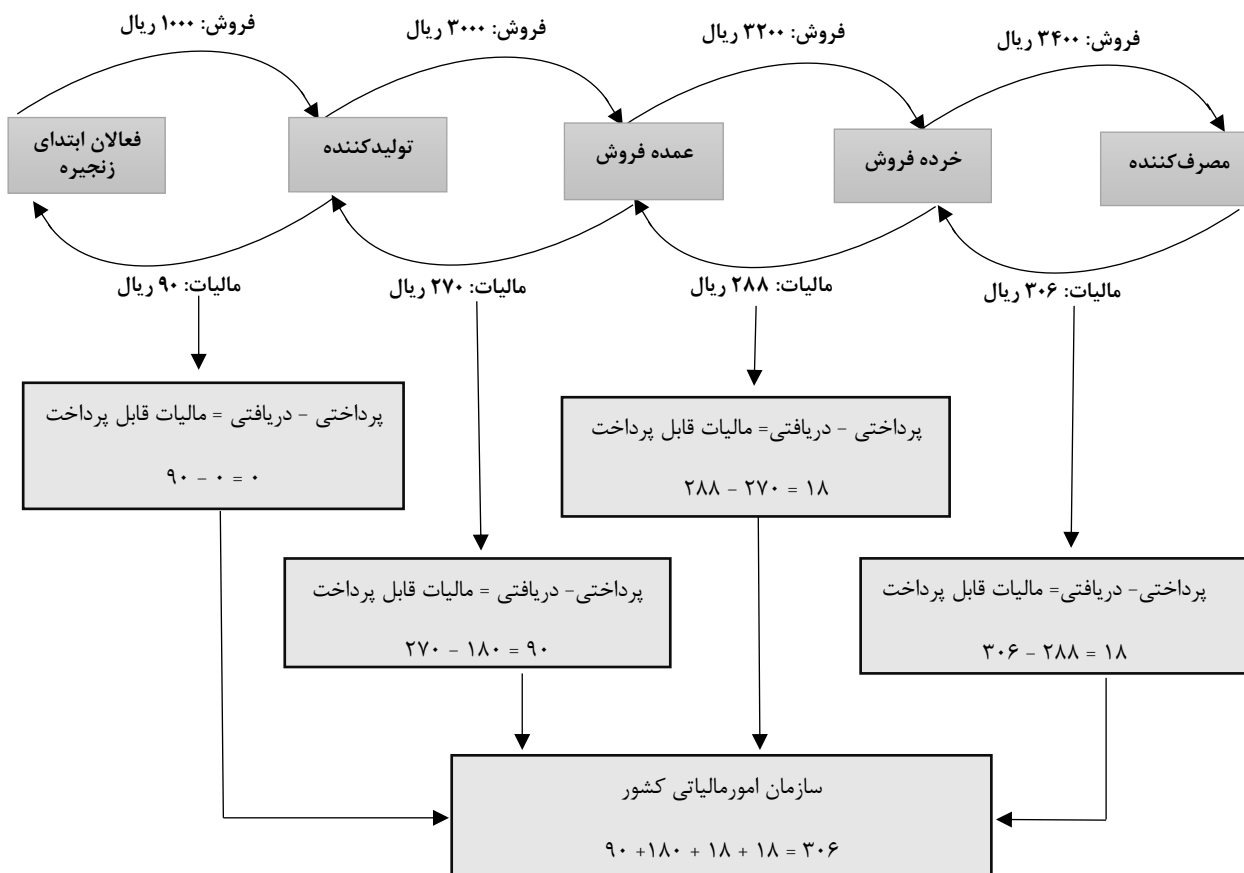 فروش: ۱۰۰۰ ریال
فروش: ۳۰۰۰ ریال
فروش: ۳۲۰۰ ریال
فروش: ۳۴۰۰ ریال
فعالان ابتدای
زنجیره
تولیدکننده
عمده فروش
خرده فروش
مصرف‌کننده
مالیات: ۹۰ ریال
مالیات: ۲۷۰ ریال
مالیات: ۲۸۸ ریال
مالیات: ۳۰۶ ریال
پرداختی – دریافتی = مالیات قابل پرداخت
۹۰ – ۰ = ۰
پرداختی – دریافتی= مالیات قابل پرداخت
۲۸۸ – ۲۷۰ = ۱۸
پرداختی– دریافتی = مالیات قابل پرداخت
۲۷۰ – ۱۸۰ = ۹۰
پرداختی– دریافتی= مالیات قابل پرداخت
۳۰۶ – ۲۸۸ = ۱۸
سازمان امورمالیاتی کشور
۹۰ +۱۸۰ + ۱۸ + ۱۸ = ۳۰۶